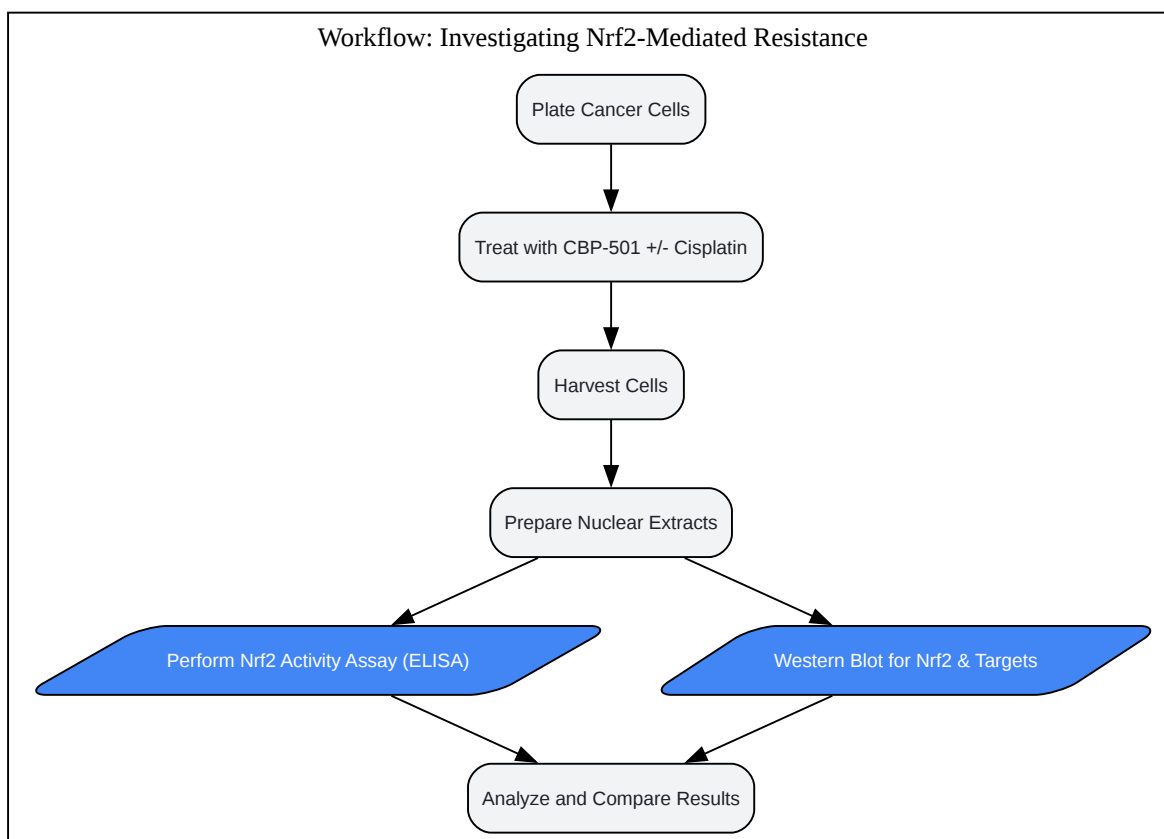 Workflow: Investigating Nrf2-Mediated Resistance
Plate Cancer Cells
Treat with CBP-501 +/- Cisplatin
Harvest Cells
Prepare Nuclear Extracts
Perform Nrf2 Activity Assay (ELISA)
Western Blot for Nrf2 & Targets
Analyze and Compare Results